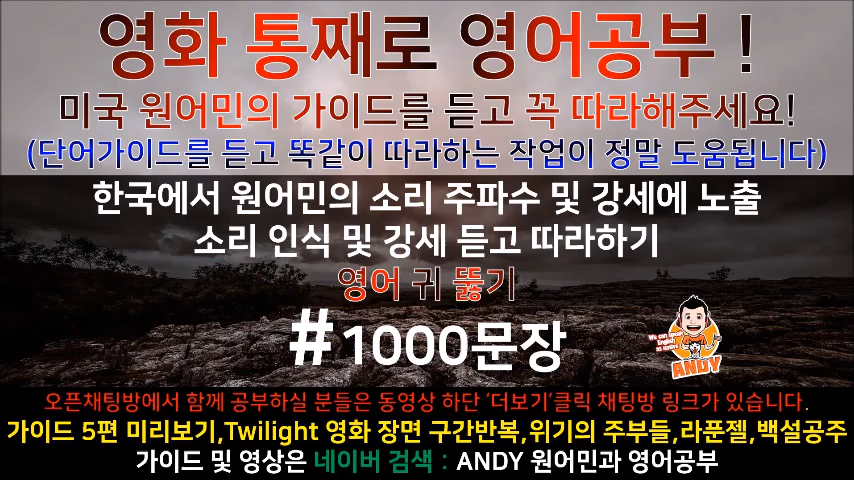 영화 통째로 영어공부 !
미국 원어민의 가이드를 듣고 꼭 따라해주세요!
(단어가이드를 듣고 똑같이 따라하는 작업이 정말 도움됩니다)
한국에서 원어민의 소리 주파수 및 강세에 노출
소리 인식 및 강세 듣고 따라하기
영어 귀 뚫기
#1000문장
We can speak
English
as native
ANDY
오픈채팅방에서 함께 공부하실 분들은 동영상 하단 '더보기'클릭 채팅방 링크가 있습니다.
가이드 5편 미리보기,Twilight 영화 장면 구간반복,위기의 주부들,라푼젤,백설공주
가이드 및 영상은 네이버 검색 : ANDY 원어민과 영어공부